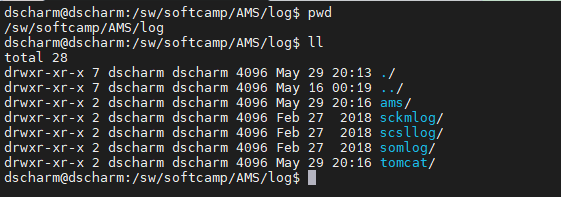 dscharm@dscharm:/sw/softcamp/AMS/log$ pwd
/sw/softcamp/AMS/log
dscharm@dscharm:/sw/softcamp/AMS/log$ ll
total 28
drwxr-xr-x 7 dscharm dscharm 4096 May 29 20:13 ./
drwxr-xr-x 7 dscharm dscharm 4096 May 16 00:19 ../
drwxr-xr-x 2 dscharm dscharm 4096 May 29 20:16 ams/
drwxr-xr-x 2 dscharm dscharm 4096 Feb 27  2018 sckmlog/
drwxr-xr-x 2 dscharm dscharm 4096 Feb 27  2018 scsllog/
drwxr-xr-x 2 dscharm dscharm 4096 Feb 27  2018 somlog/
drwxr-xr-x 2 dscharm dscharm 4096 May 29 20:16 tomcat/
dscharm@dscharm:/sw/softcamp/AMS/log$